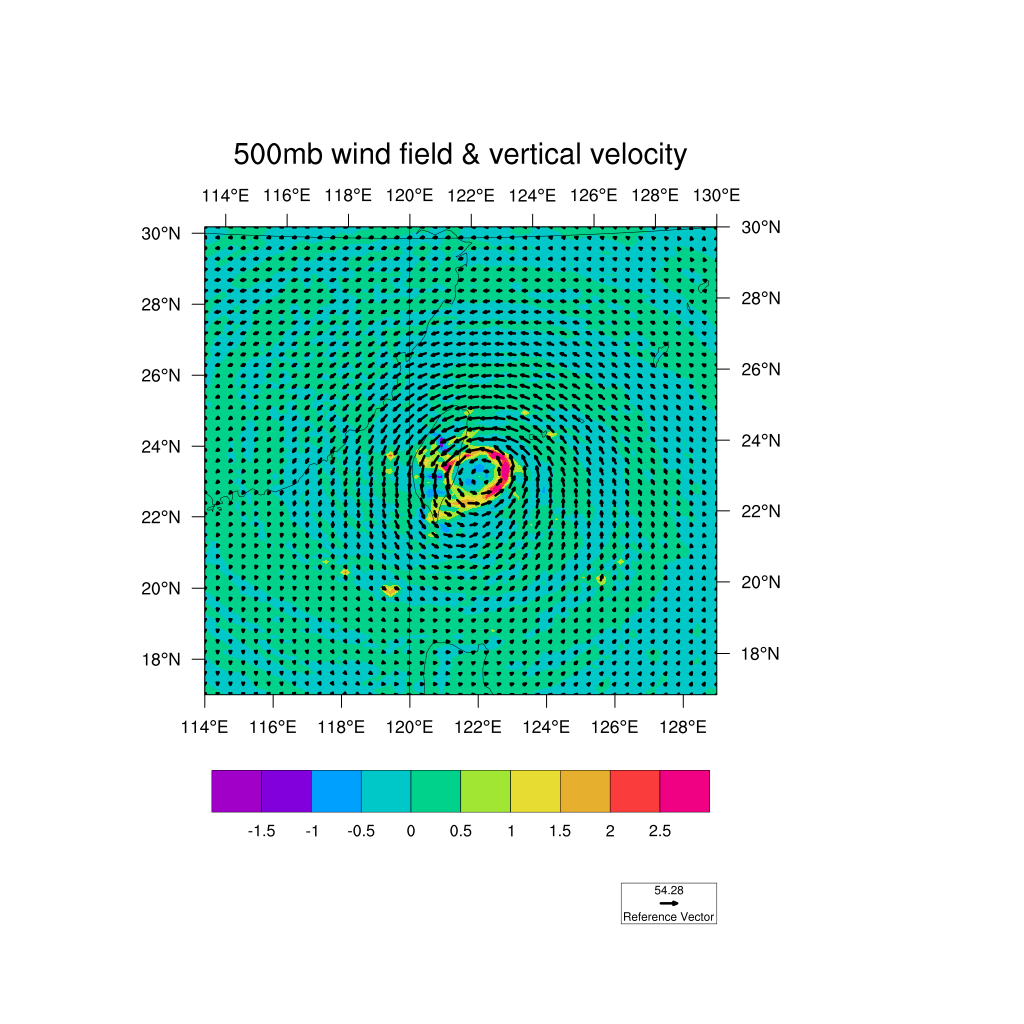 500mb wind field & vertical velocity
114°E 116°E 118°E 120°E 122°E 124°E 126°E 128°E 130°E
30°N 30°N
28°N 28°N
26°N 26°N
24°N 24°N
22°N 22°N
20°N 20°N
18°N 18°N
114°E 116°E 118°E 120°E 122°E 124°E 126°E 128°E
-1.5 -1 -0.5 0 0.5 1 1.5 2 2.5
54.28
Reference Vector